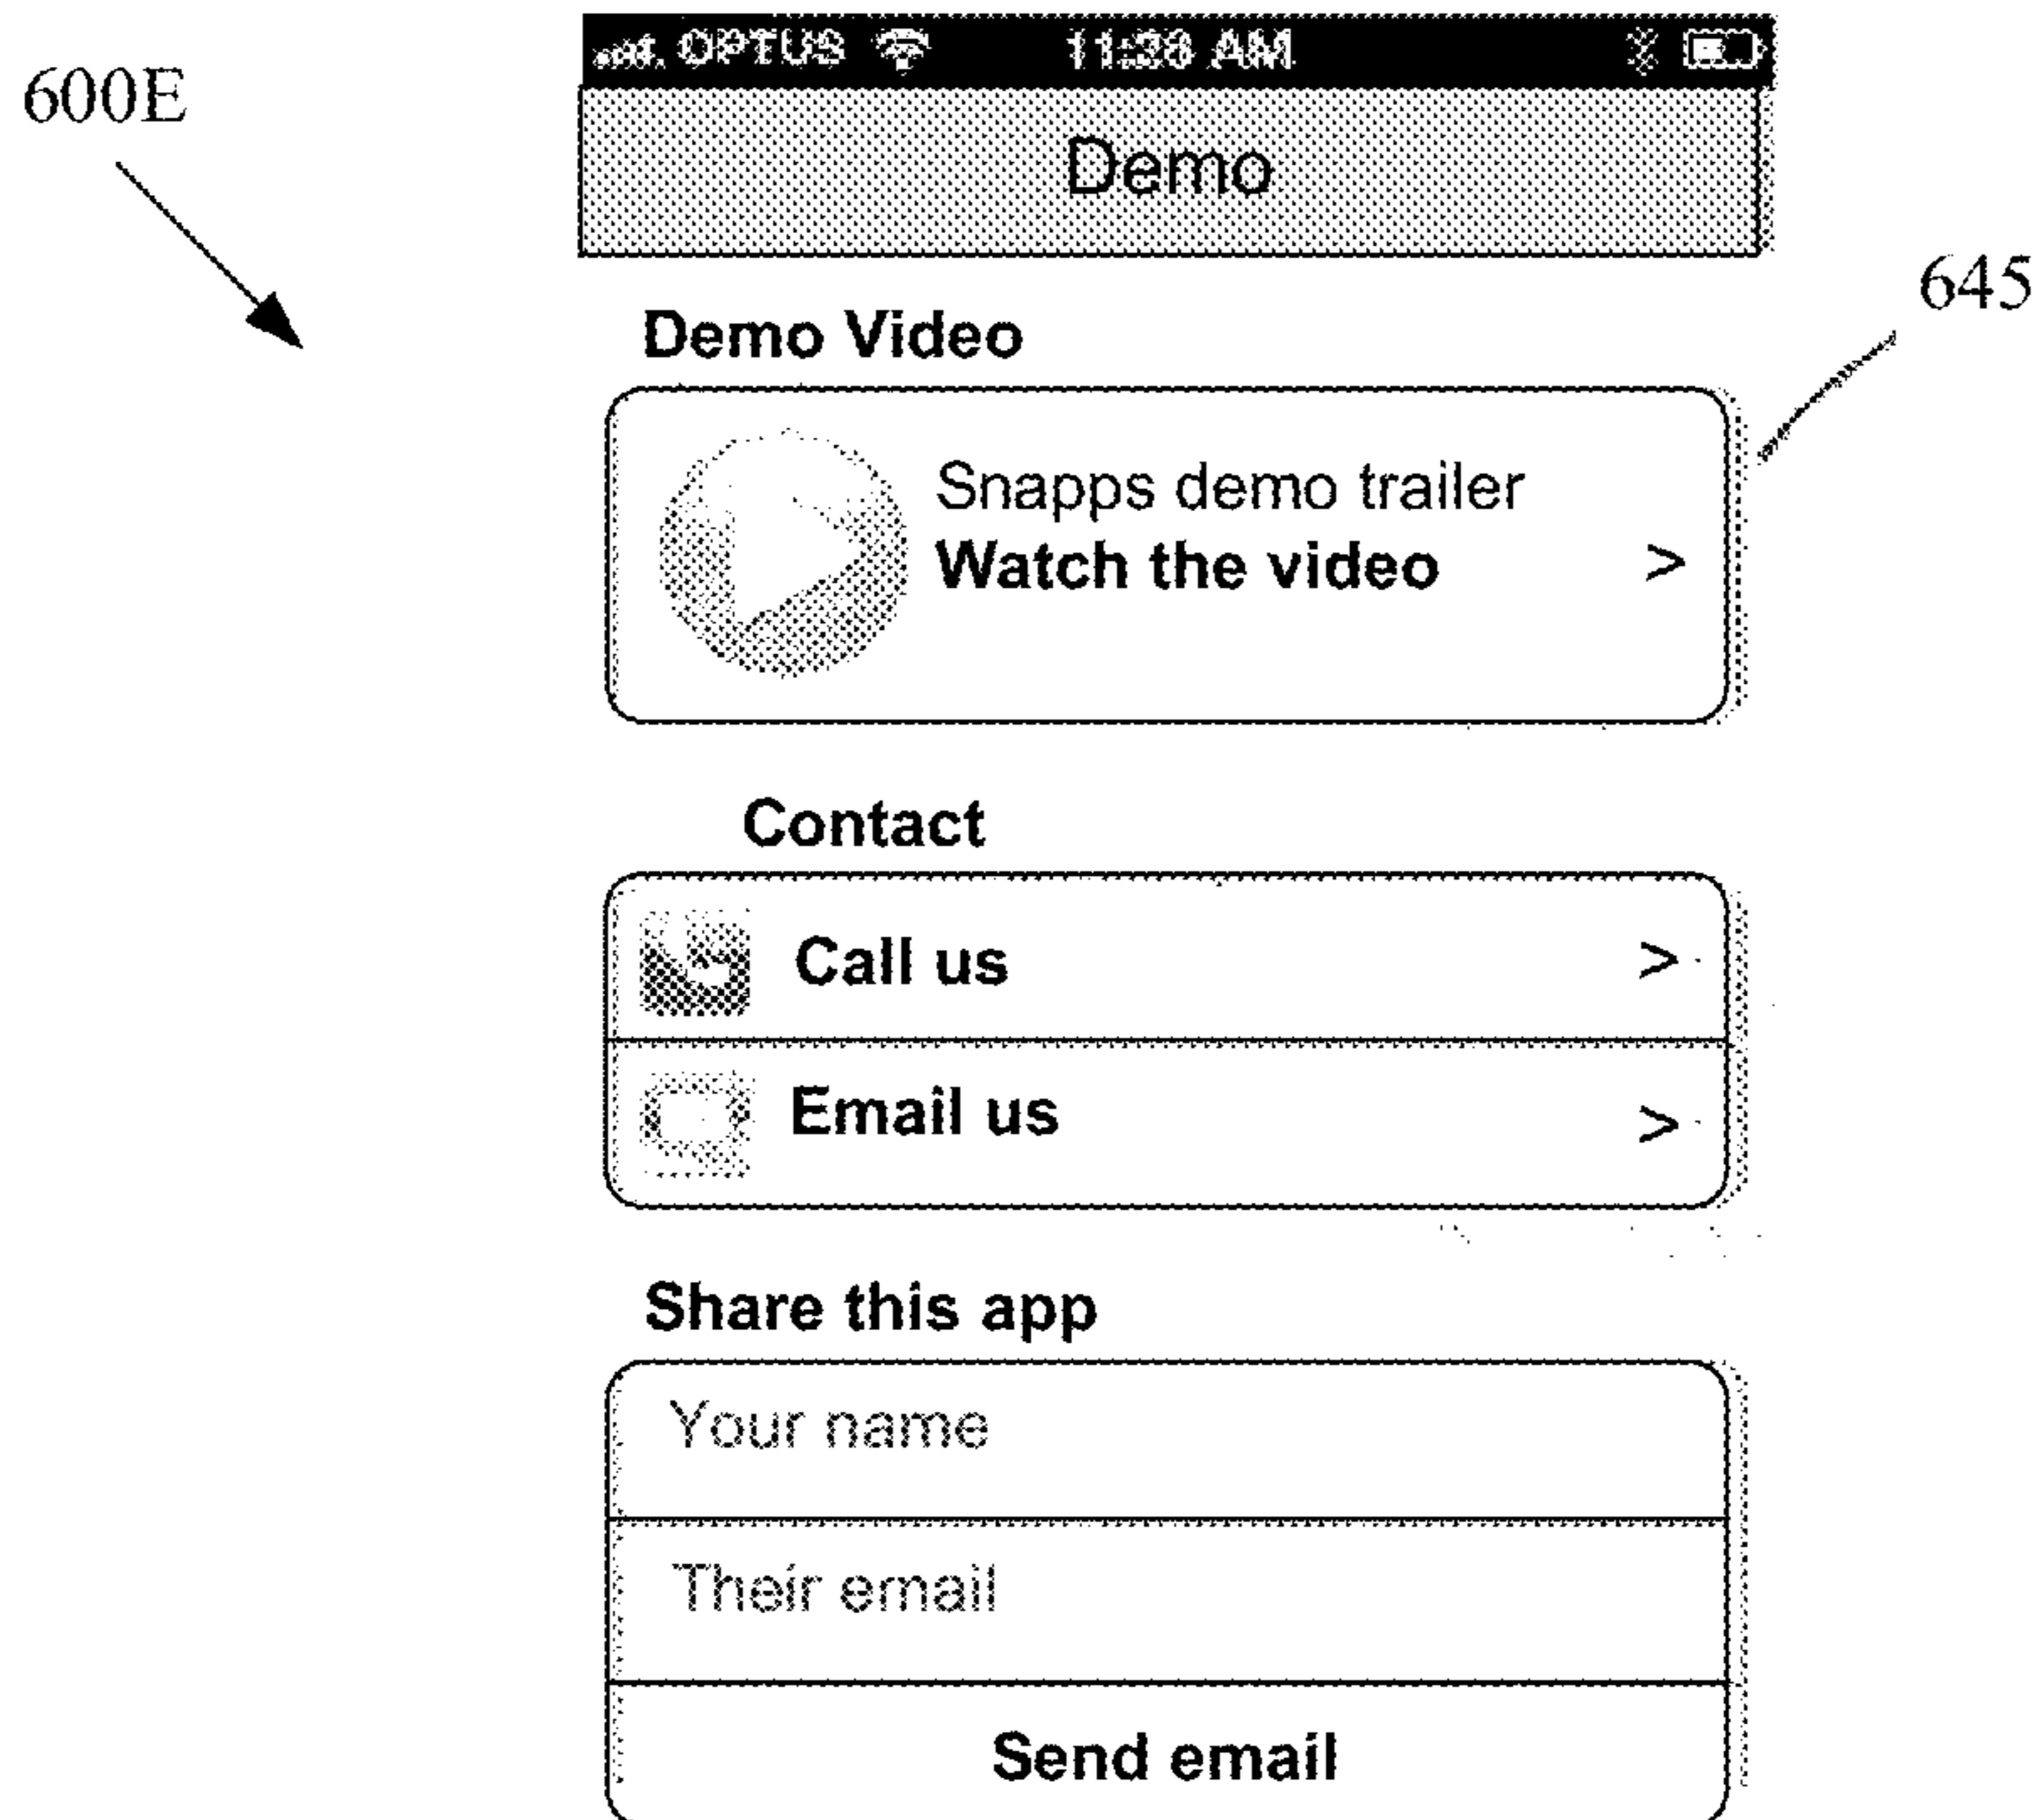 600E
OPTUS 11:38 AM
Demo
645
Demo Video
Snapps demo trailer
Watch the video >
Contact
Call us >
Email us >
Share this app
Your name
Their email
Send email